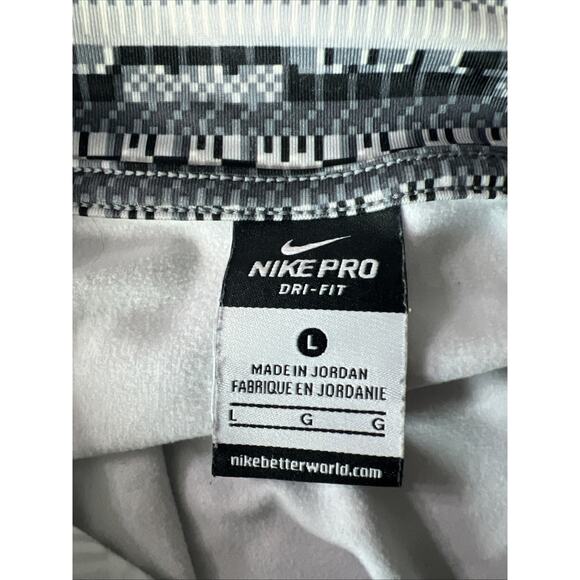 NIKE PRO
DRI-FIT
L
MADE IN JORDAN
FABRIQUE EN JORDANIE
L G G
nikebetterworld.com